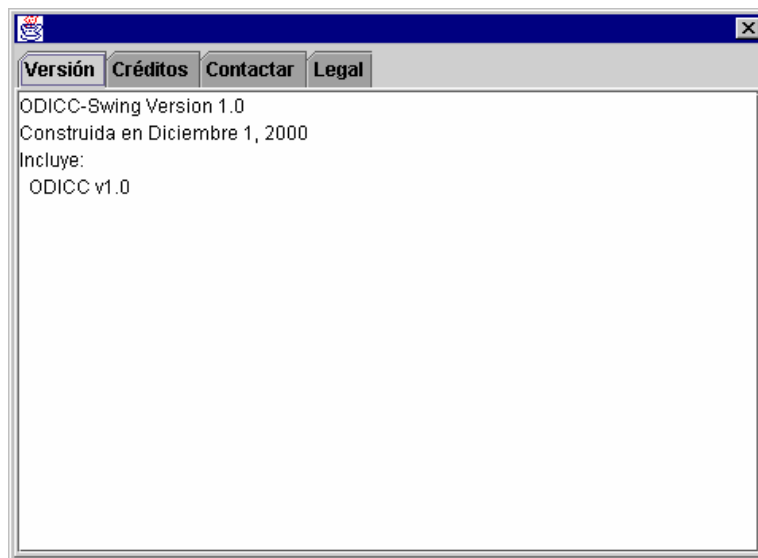 Versión Créditos Contactar Legal
ODICC-Swing Version 1.0
Construida en Diciembre 1, 2000
Incluye:
ODICC v1.0